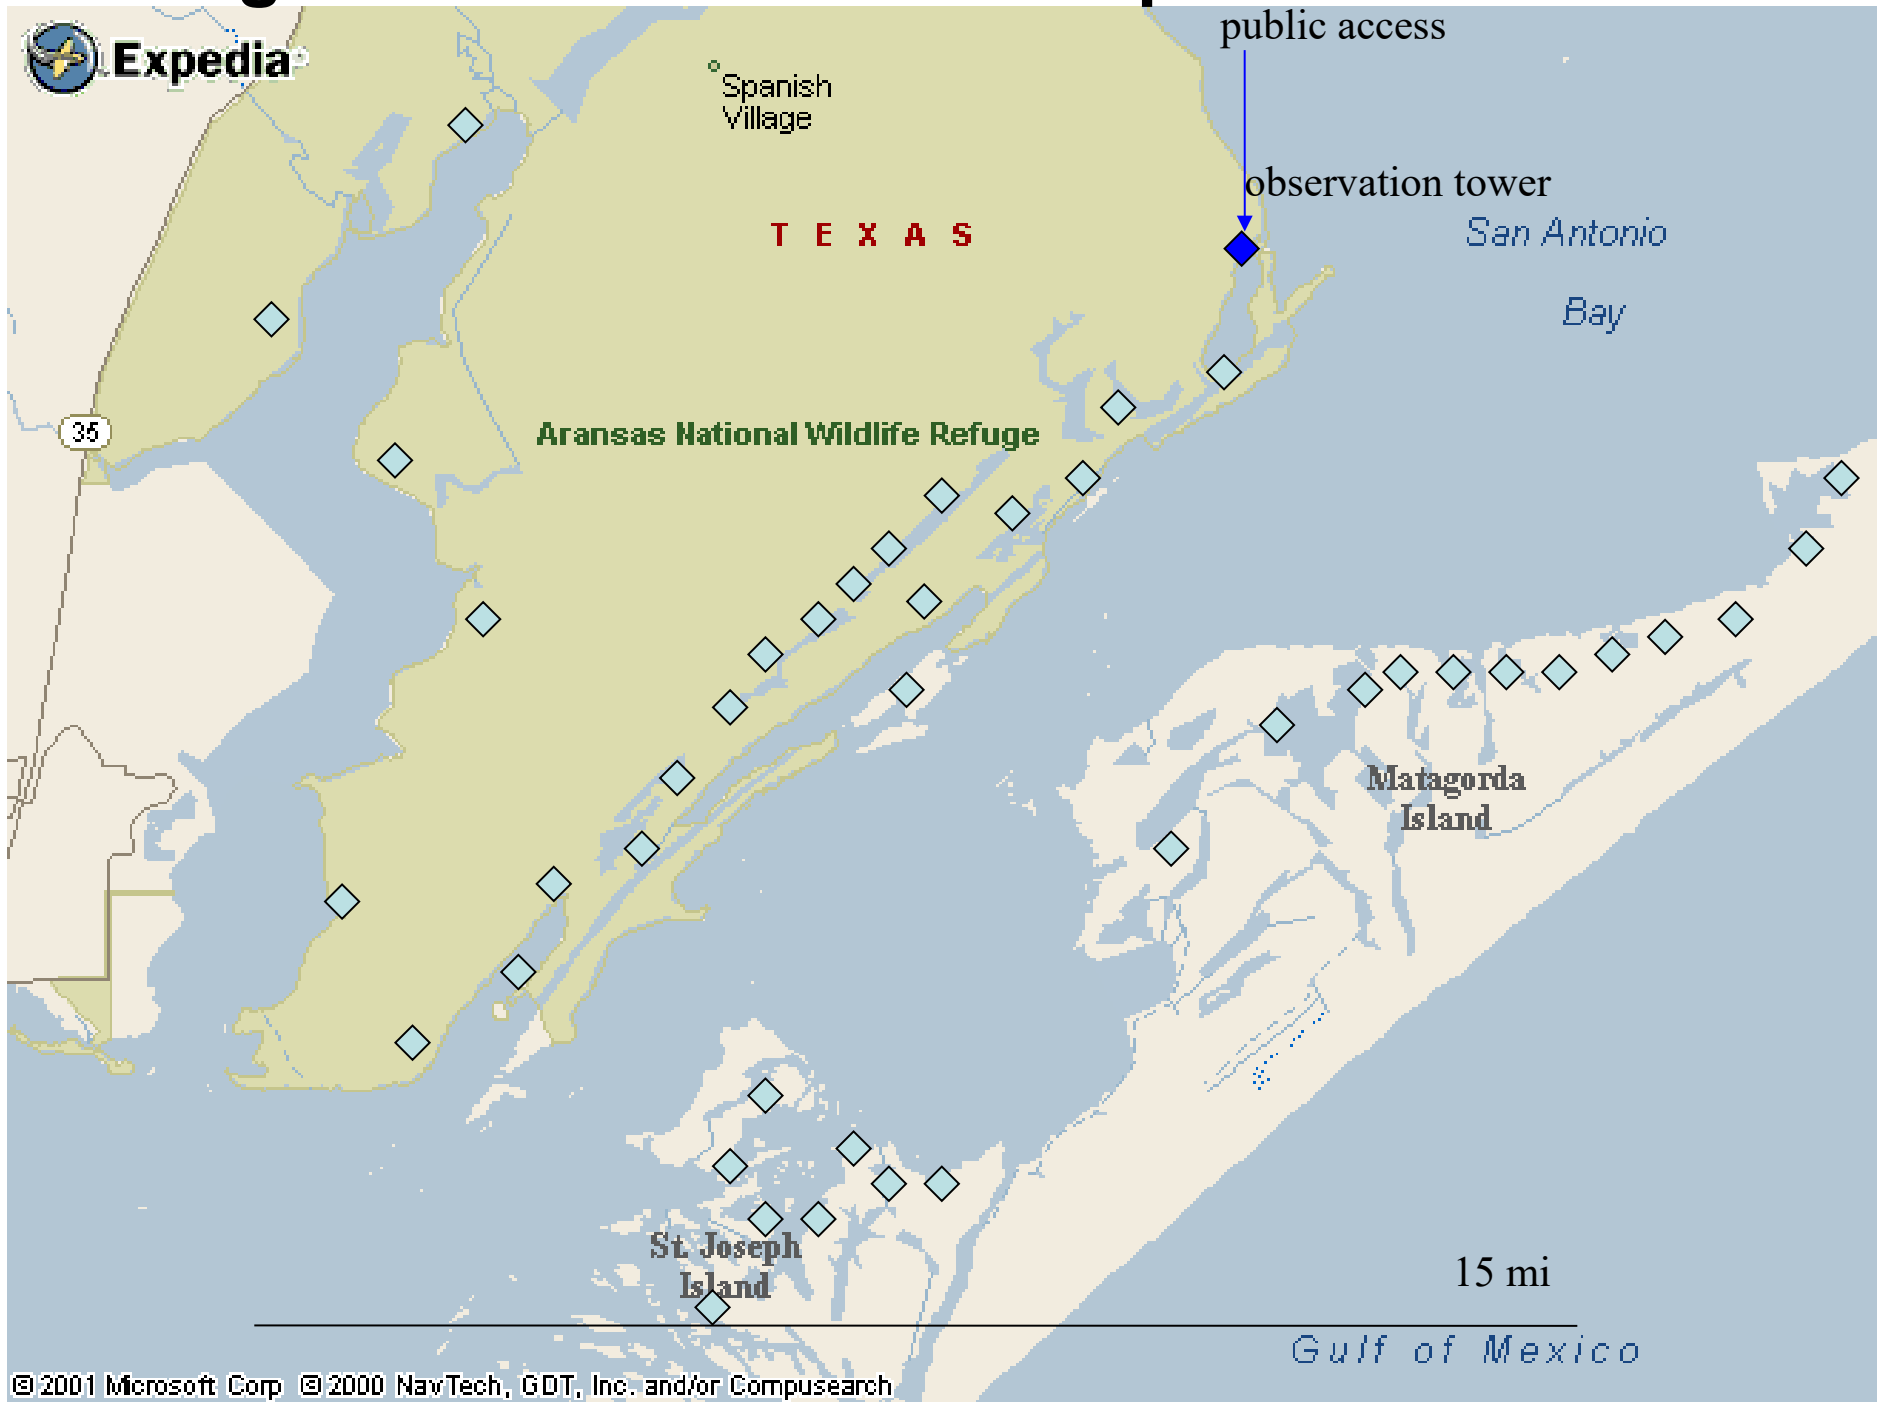 public access
Expedia
Spanish
Village
observation tower
TEXAS
San Antonio
Bay
35
Aransas National Wildlife Refuge
Matagorda
Island
St. Joseph
Island
15 mi
Gulf of Mexico
© 2001 Microsoft Corp © 2000 NavTech, GDT, Inc. and/or Compusearch